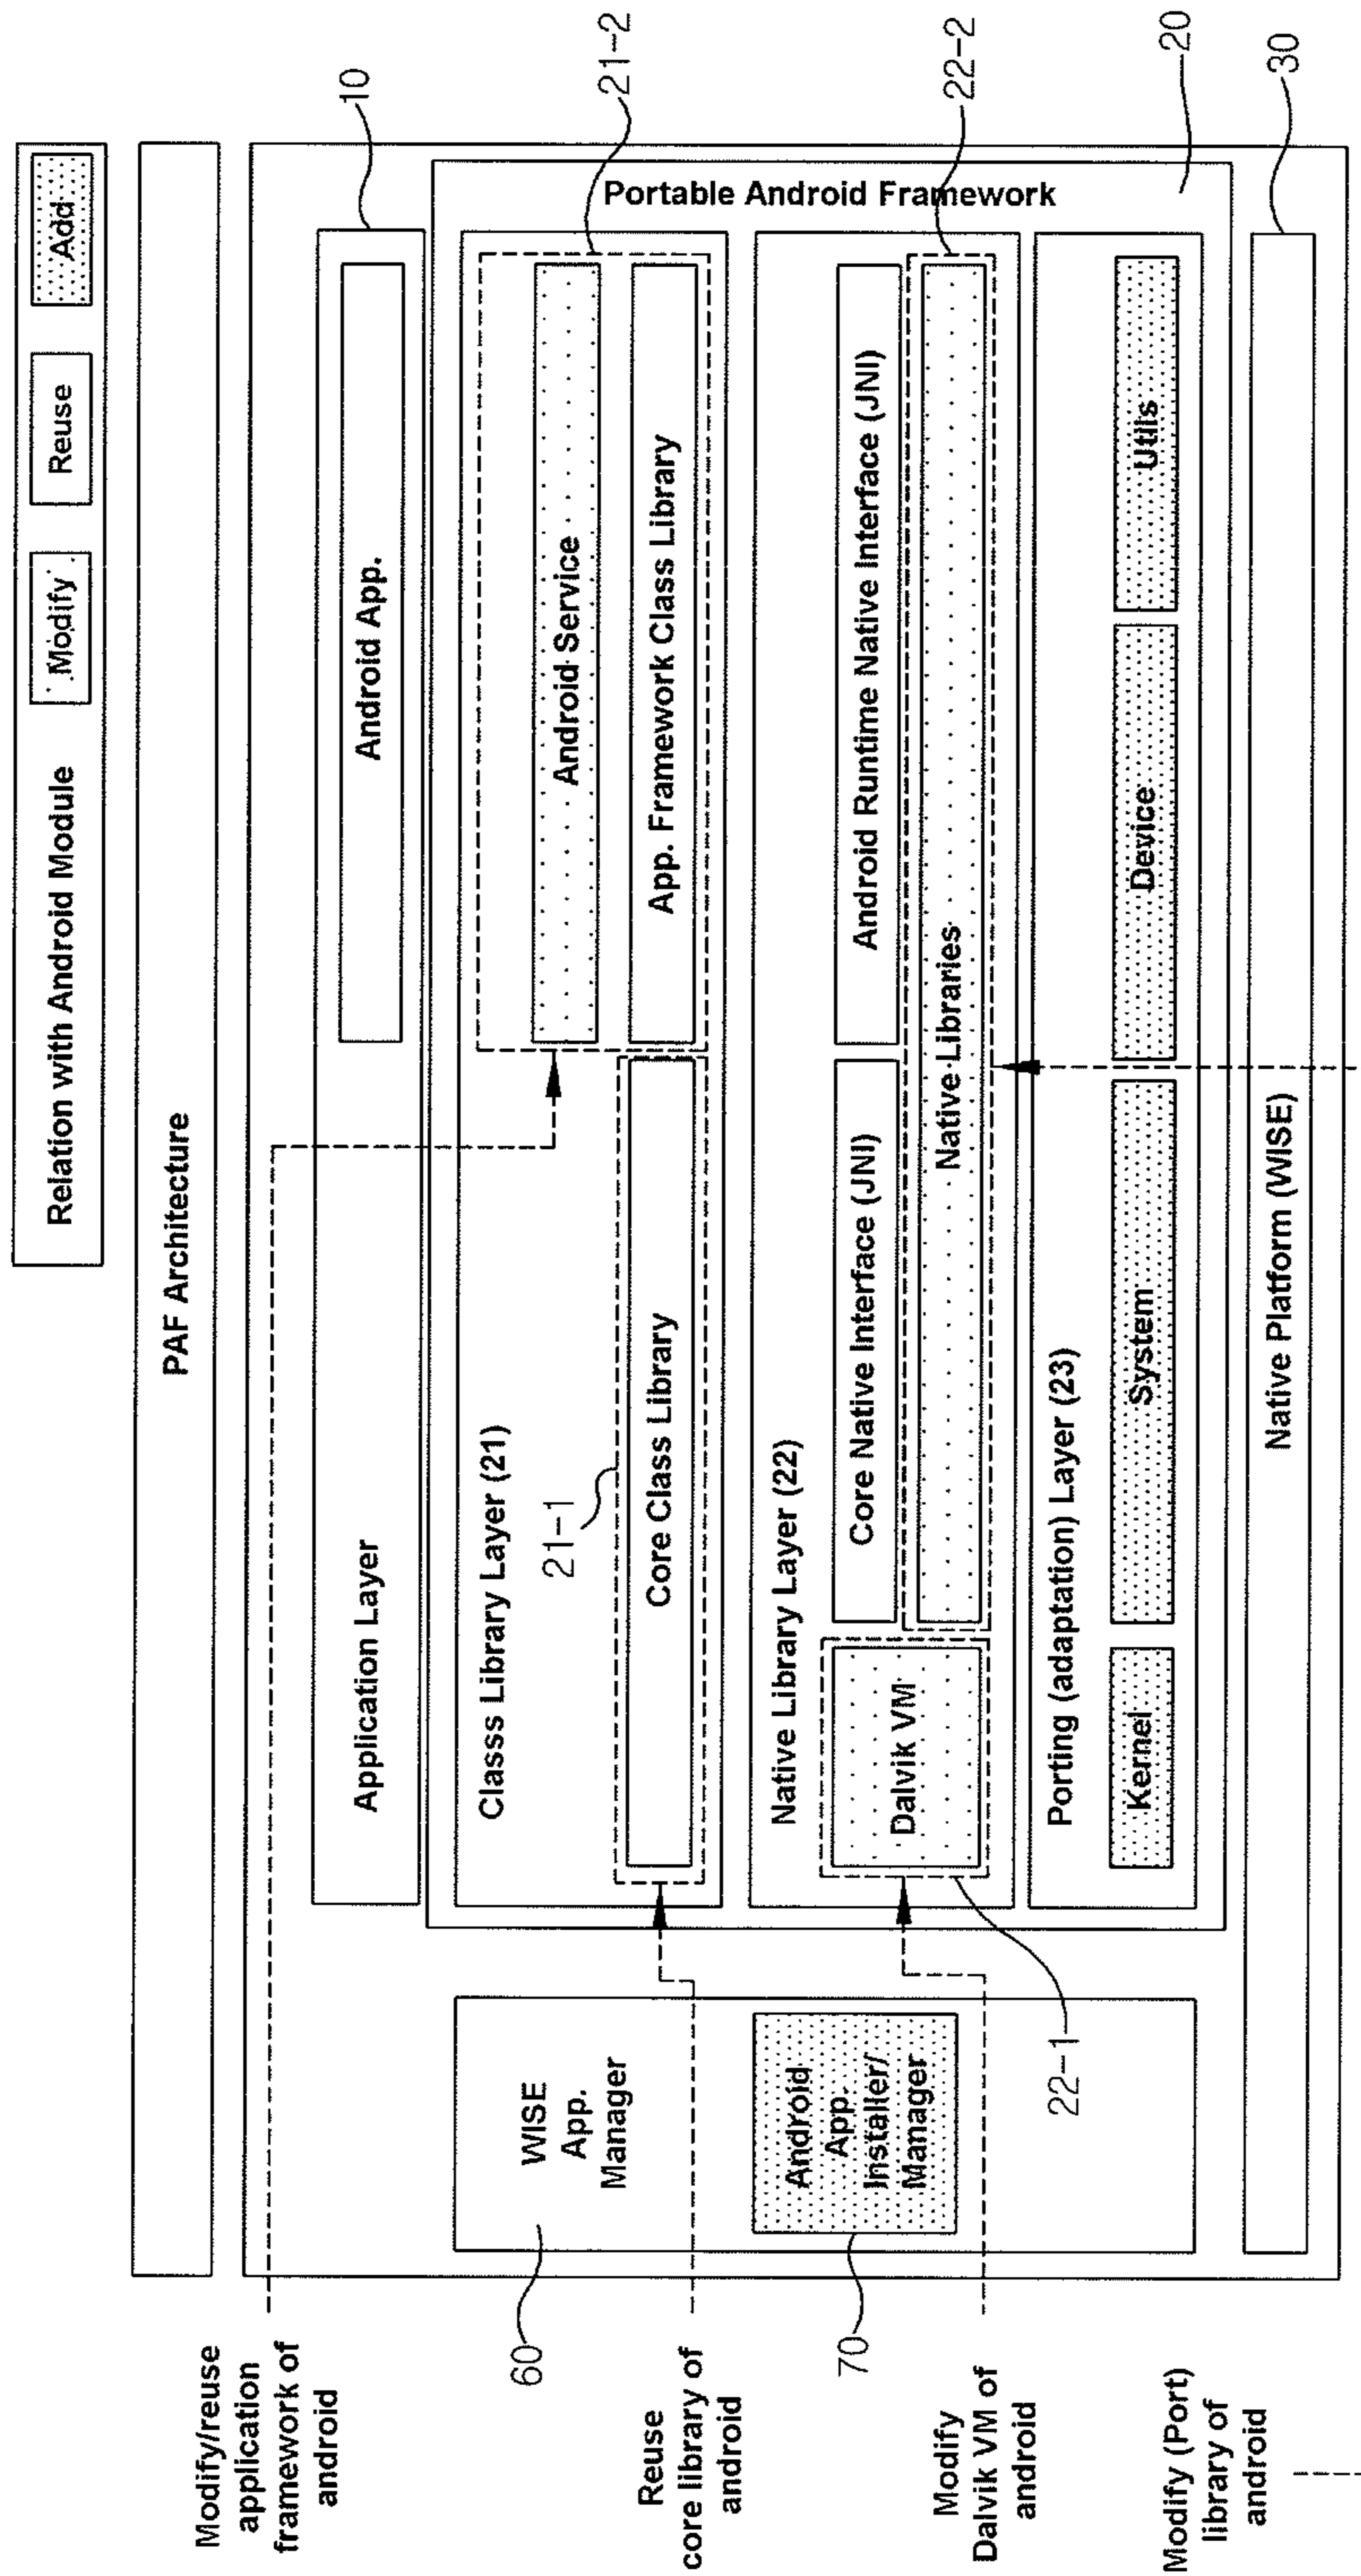 Relation with Android Module
Modify
Reuse
Add
PAF Architecture
10
Application Layer
Android App.
Portable Android Framework
20
21-2
Classs Library Layer (21)
Android Service
21-1
Core Class Library
App. Framework Class Library
22-2
Native Library Layer (22)
Dalvik VM
Core Native Interface (JNI)
Android Runtime Native Interface (JNI)
Native Libraries
22-1
Porting (adaptation) Layer (23)
Kernel
System
Device
Utils
Native Platform (WISE)
30
WISE
App.
Manager
60
Android
App.
Installer/
Manager
70
Modify/reuse
application
framework of
android
Reuse
core library of
android
Modify
Dalvik VM of
android
Modify (Port)
library of
android